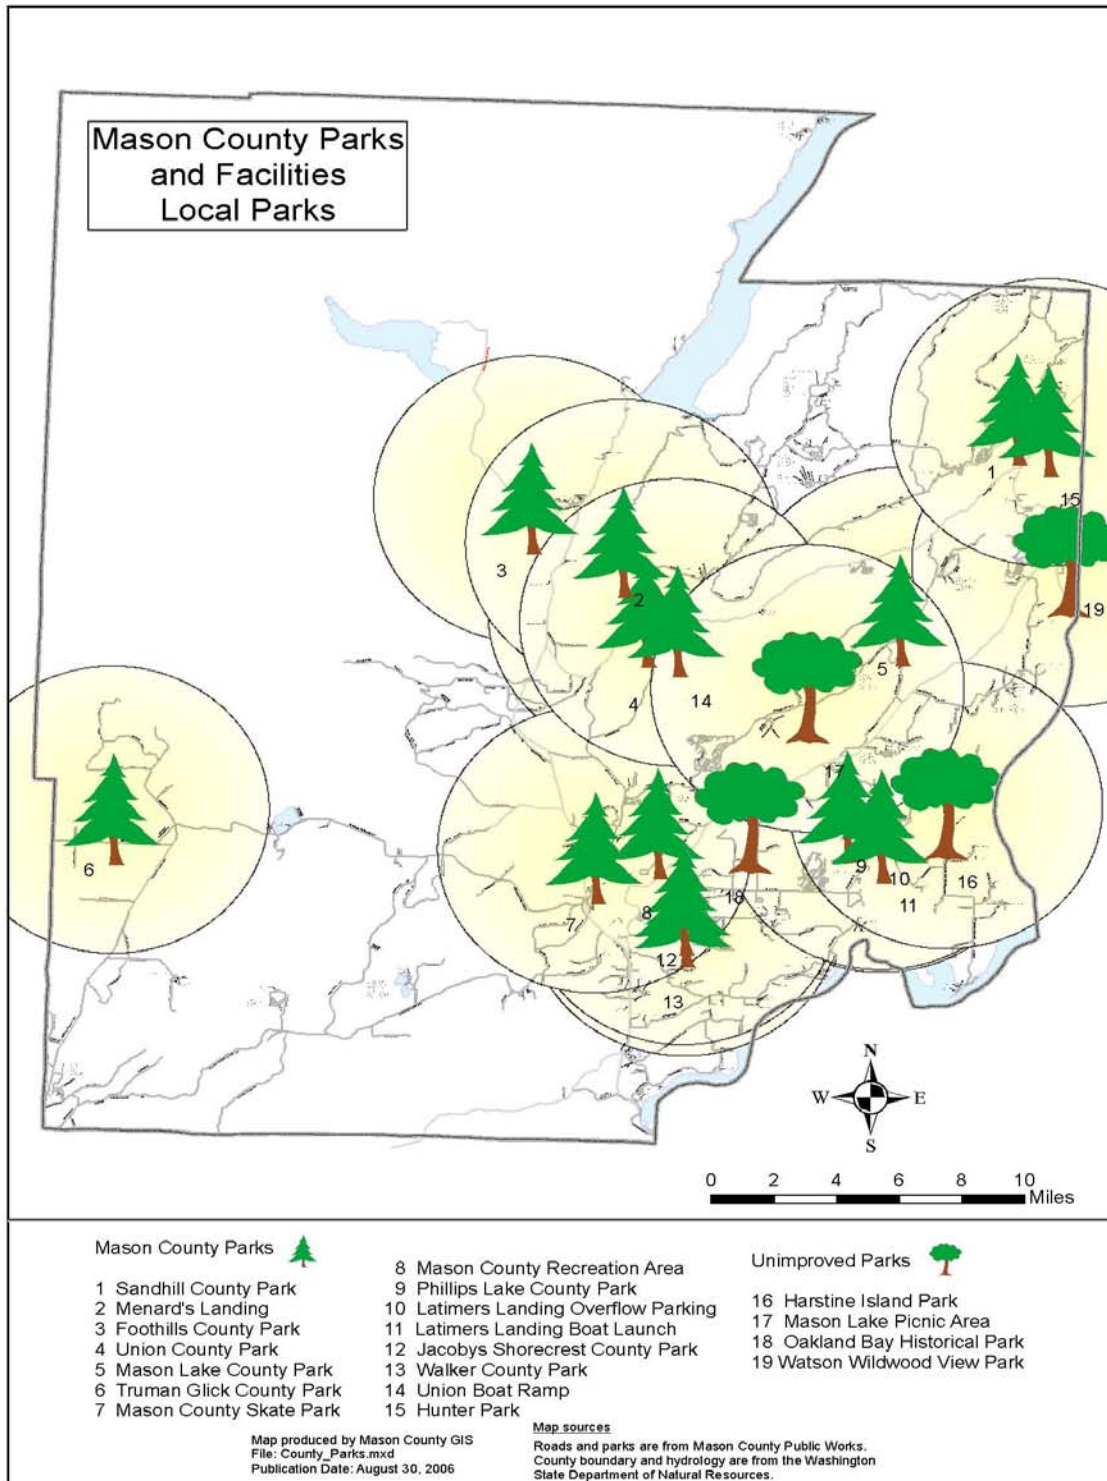 Mason County Parks
and Facilities
Local Parks
1
15
3
2
19
5
4
14
17
6
9
10
16
7
8
18
11
12
13
N
W
E
S
0 2 4 6 8 10
Miles
Mason County Parks
1 Sandhill County Park
2 Menard's Landing
3 Foothills County Park
4 Union County Park
5 Mason Lake County Park
6 Truman Glick County Park
7 Mason County Skate Park
8 Mason County Recreation Area
9 Phillips Lake County Park
10 Latimers Landing Overflow Parking
11 Latimers Landing Boat Launch
12 Jacobys Shorecrest County Park
13 Walker County Park
14 Union Boat Ramp
15 Hunter Park
Unimproved Parks
16 Harstine Island Park
17 Mason Lake Picnic Area
18 Oakland Bay Historical Park
19 Watson Wildwood View Park
Map produced by Mason County GIS
File: County_Parks.mxd
Publication Date: August 30, 2006
Map sources
Roads and parks are from Mason County Public Works.
County boundary and hydrology are from the Washington
State Department of Natural Resources.